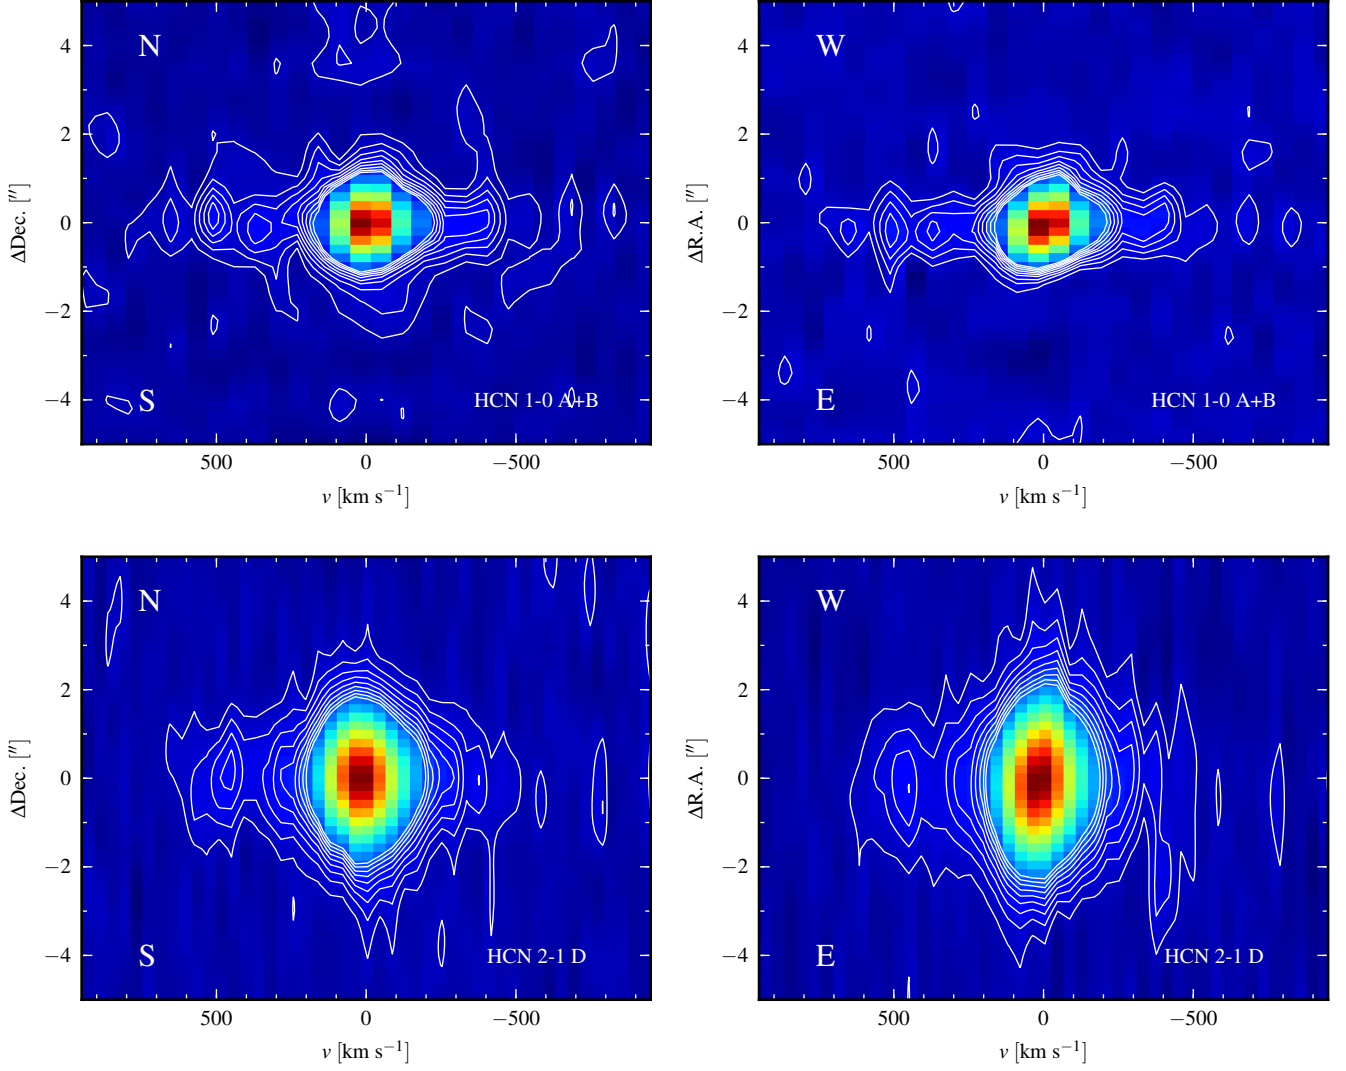 N
W
4
4
2
2
ΔDec. [″]
0
ΔR.A. [″]
0
−2
−2
−4
S
HCN 1-0 A+B
−4
E
HCN 1-0 A+B
500
0
−500
500
0
−500
v [km s−1]
v [km s−1]
4
N
4
W
2
2
ΔDec. [″]
0
ΔR.A. [″]
0
−2
−2
−4
S
HCN 2-1 D
−4
E
HCN 2-1 D
500
0
−500
500
0
−500
v [km s−1]
v [km s−1]